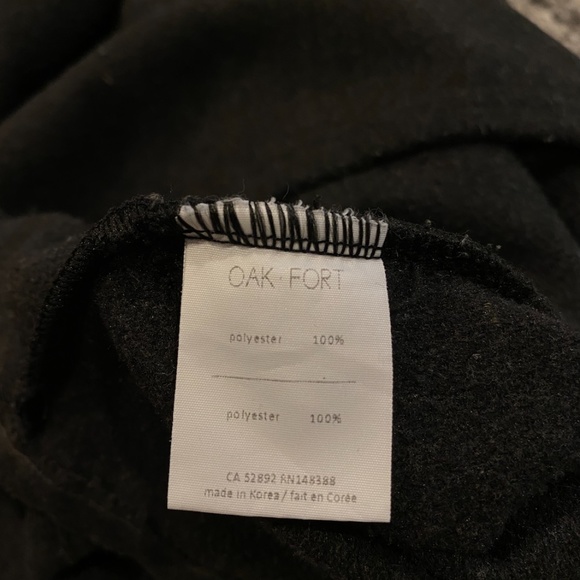 OAK + FORT
polyester 100%
polyester 100%
CA 52892 RN148388
made in Korea / fait en Corée